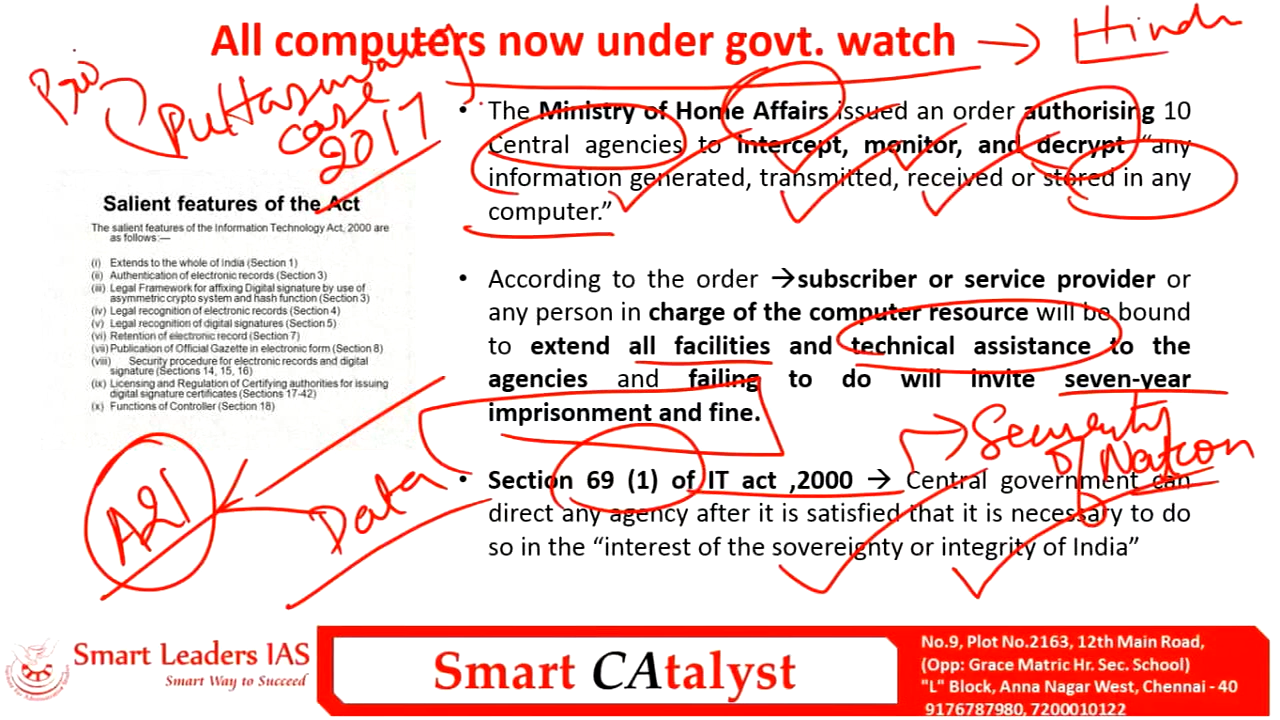 All computers now under govt. watch
Hindu
Puttaswamy
case
2017
• The Ministry of Home Affairs issued an order authorising 10
Central agencies to intercept, monitor, and decrypt “any
information generated, transmitted, received or stored in any
computer.”
Salient features of the Act
The salient features of the Information Technology Act, 2000 are
as follows:—
(i) Extends to the whole of India (Section 1)
(ii) Authentication of electronic records (Section 3)
(iii) Legal Framework for affixing Digital signature by use of
asymmetric crypto system and hash function (Section 3)
(iv) Legal recognition of electronic records (Section 4)
(v) Legal recognition of digital signatures (Section 5)
(vi) Retention of electronic record (Section 7)
(vii) Publication of Official Gazette in electronic form (Section 8)
(viii) Security procedure for electronic records and digital
signature (Sections 14, 15, 16)
(ix) Licensing and Regulation of Certifying authorities for issuing
digital signature certificates (Sections 17-42)
(x) Functions of Controller (Section 18)
• According to the order →subscriber or service provider or
any person in charge of the computer resource will be bound
to extend all facilities and technical assistance to the
agencies and failing to do will invite seven-year
imprisonment and fine.
Security
of Nation
A21
Data
• Section 69 (1) of IT act ,2000 → Central government can
direct any agency after it is satisfied that it is necessary to do
so in the “interest of the sovereignty or integrity of India”
Smart Leaders IAS
Smart Way to Succeed
Smart CAtalyst
No.9, Plot No.2163, 12th Main Road,
(Opp: Grace Matric Hr. Sec. School)
"L" Block, Anna Nagar West, Chennai - 40
9176787980, 7200010122